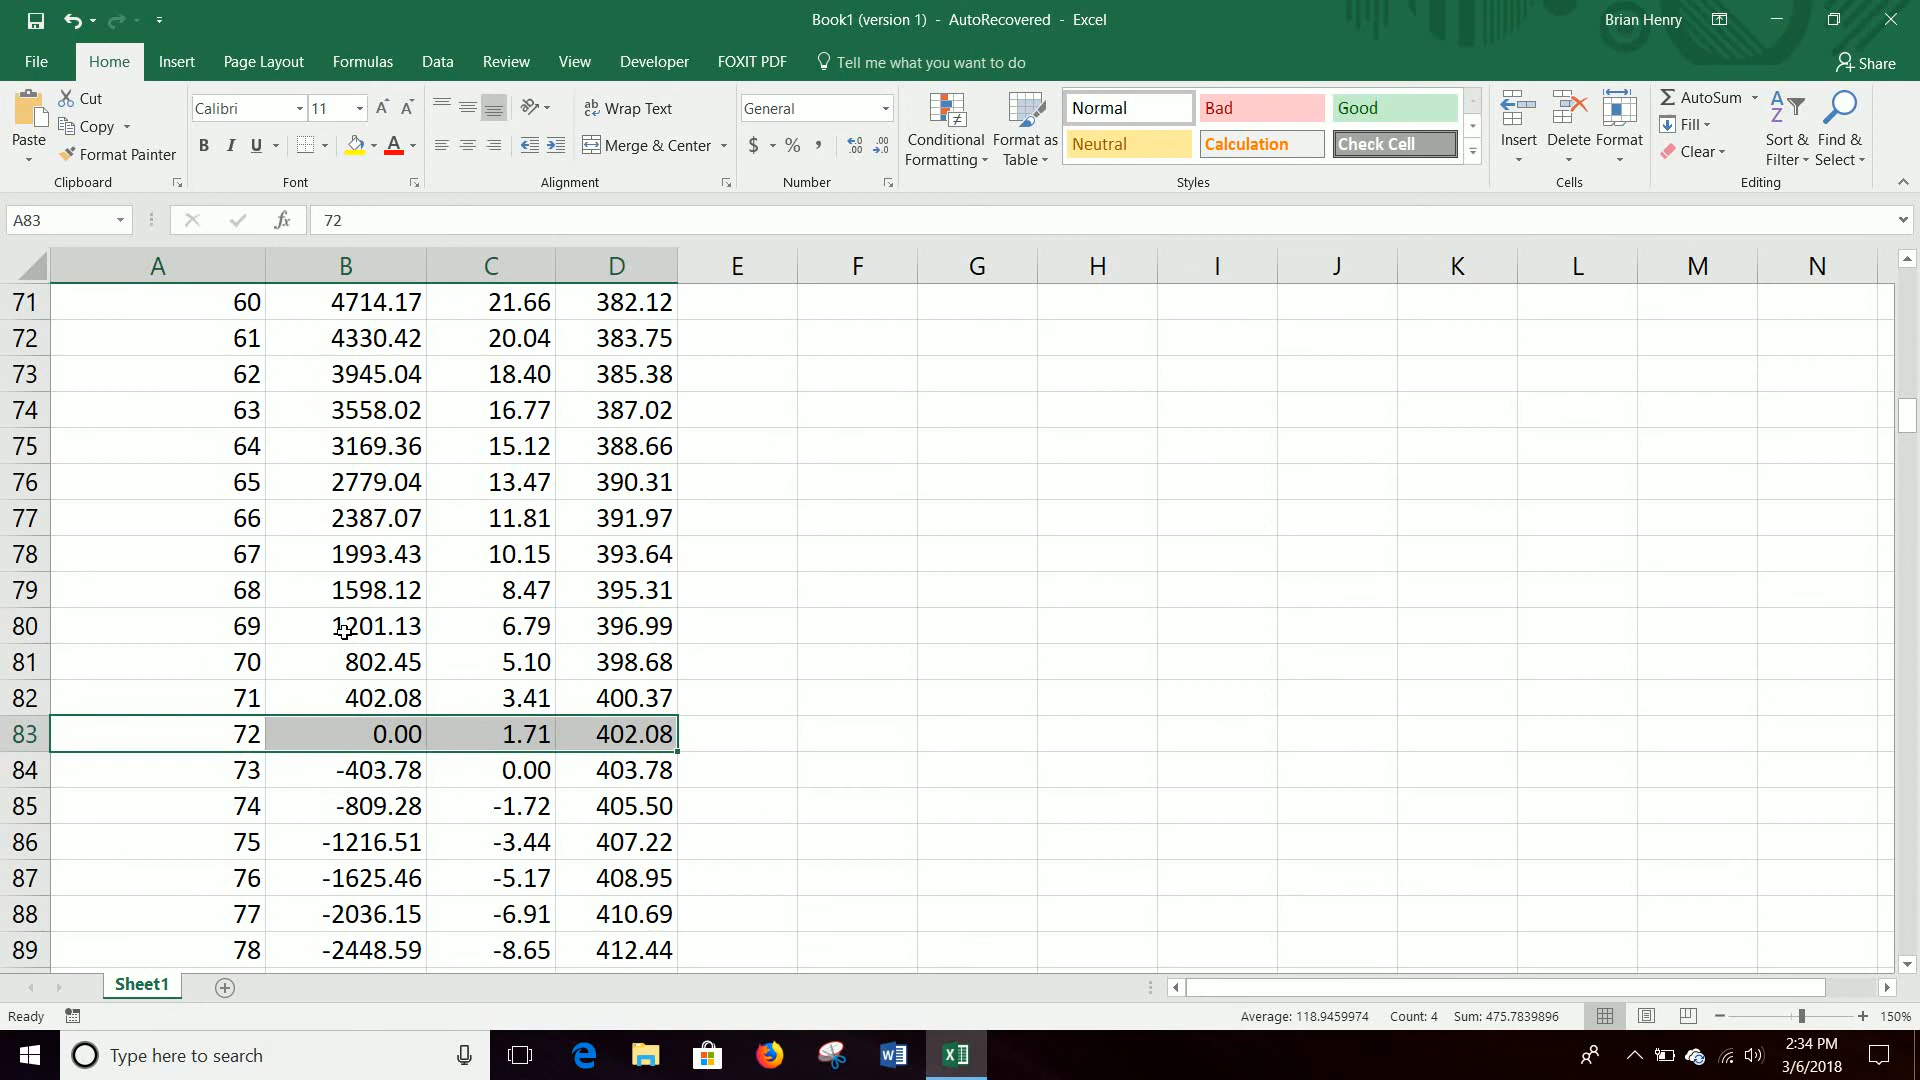 Book1 (version 1) - AutoRecovered - Excel
Brian Henry
File Home Insert Page Layout Formulas Data Review View Developer FOXIT PDF Tell me what you want to do Share
Paste
Cut
Copy
Format Painter
Clipboard
Calibri 11
B I U
Font
Wrap Text
Merge & Center
Alignment
General
$ % ,
Number
Conditional Formatting
Format as Table
Normal Bad Good
Neutral Calculation Check Cell
Styles
Insert Delete Format
Cells
AutoSum
Fill
Clear
Sort & Filter
Find & Select
Editing
A83 fx 72
A B C D E F G H I J K L M N
71 60 4714.17 21.66 382.12
72 61 4330.42 20.04 383.75
73 62 3945.04 18.40 385.38
74 63 3558.02 16.77 387.02
75 64 3169.36 15.12 388.66
76 65 2779.04 13.47 390.31
77 66 2387.07 11.81 391.97
78 67 1993.43 10.15 393.64
79 68 1598.12 8.47 395.31
80 69 1201.13 6.79 396.99
81 70 802.45 5.10 398.68
82 71 402.08 3.41 400.37
83 72 0.00 1.71 402.08
84 73 -403.78 0.00 403.78
85 74 -809.28 -1.72 405.50
86 75 -1216.51 -3.44 407.22
87 76 -1625.46 -5.17 408.95
88 77 -2036.15 -6.91 410.69
89 78 -2448.59 -8.65 412.44
Sheet1
Ready Average: 118.9459974 Count: 4 Sum: 475.7839896 150%
Type here to search
2:34 PM
3/6/2018